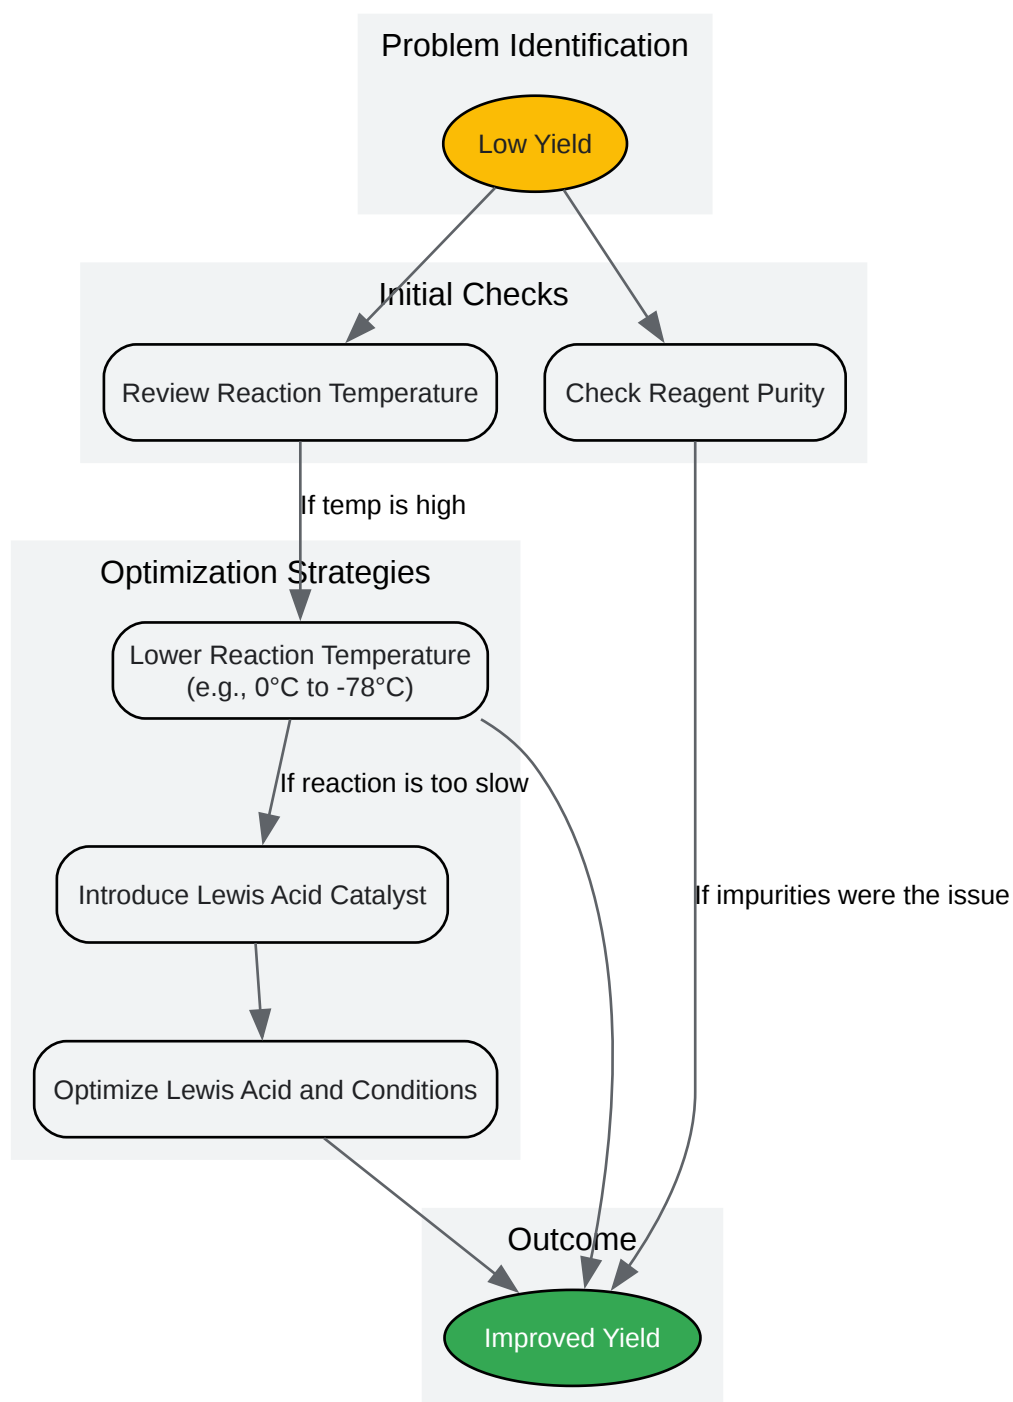 Problem Identification
Low Yield
Initial Checks
Review Reaction Temperature
Check Reagent Purity
If temp is high
Optimization Strategies
Lower Reaction Temperature
(e.g., 0°C to -78°C)
If reaction is too slow
Introduce Lewis Acid Catalyst
If impurities were the issue
Optimize Lewis Acid and Conditions
Outcome
Improved Yield